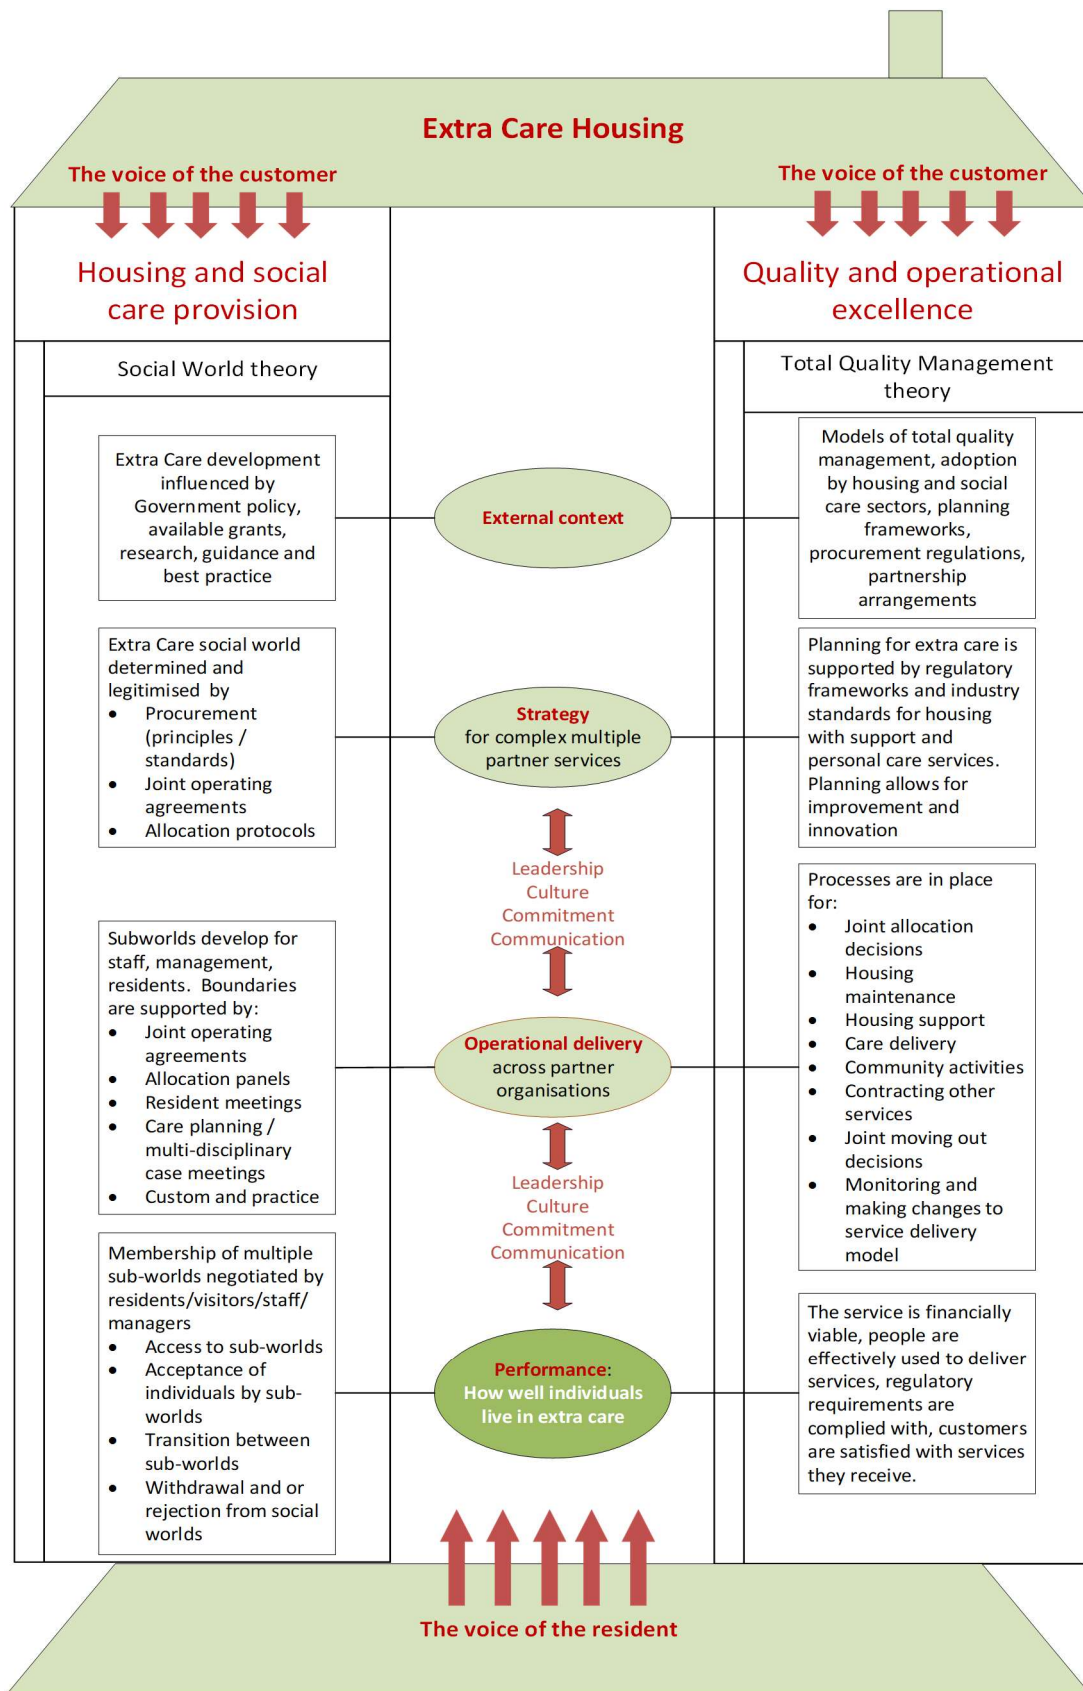 Extra Care Housing
The voice of the customer
The voice of the customer
Housing and social
care provision
Quality and operational
excellence
Social World theory
Total Quality Management
theory
Extra Care development
influenced by
Government policy,
available grants,
research, guidance and
best practice
External context
Models of total quality
management, adoption
by housing and social
care sectors, planning
frameworks,
procurement regulations,
partnership
arrangements
Extra Care social world
determined and
legitimised by
• Procurement
(principles /
standards)
• Joint operating
agreements
• Allocation protocols
Strategy
for complex multiple
partner services
Planning for extra care is
supported by regulatory
frameworks and industry
standards for housing
with support and
personal care services.
Planning allows for
improvement and
innovation
Leadership
Culture
Commitment
Communication
Subworlds develop for
staff, management,
residents. Boundaries
are supported by:
• Joint operating
agreements
• Allocation panels
• Resident meetings
• Care planning /
multi-disciplinary
case meetings
• Custom and practice
Operational delivery
across partner
organisations
Processes are in place
for:
• Joint allocation
decisions
• Housing
maintenance
• Housing support
• Care delivery
• Community activities
• Contracting other
services
• Joint moving out
decisions
• Monitoring and
making changes to
service delivery
model
Leadership
Culture
Commitment
Communication
Membership of multiple
sub-worlds negotiated by
residents/visitors/staff/
managers
• Access to sub-worlds
• Acceptance of
individuals by sub-
worlds
• Transition between
sub-worlds
• Withdrawal and or
rejection from social
worlds
Performance:
How well individuals
live in extra care
The service is financially
viable, people are
effectively used to deliver
services, regulatory
requirements are
complied with, customers
are satisfied with services
they receive.
The voice of the resident